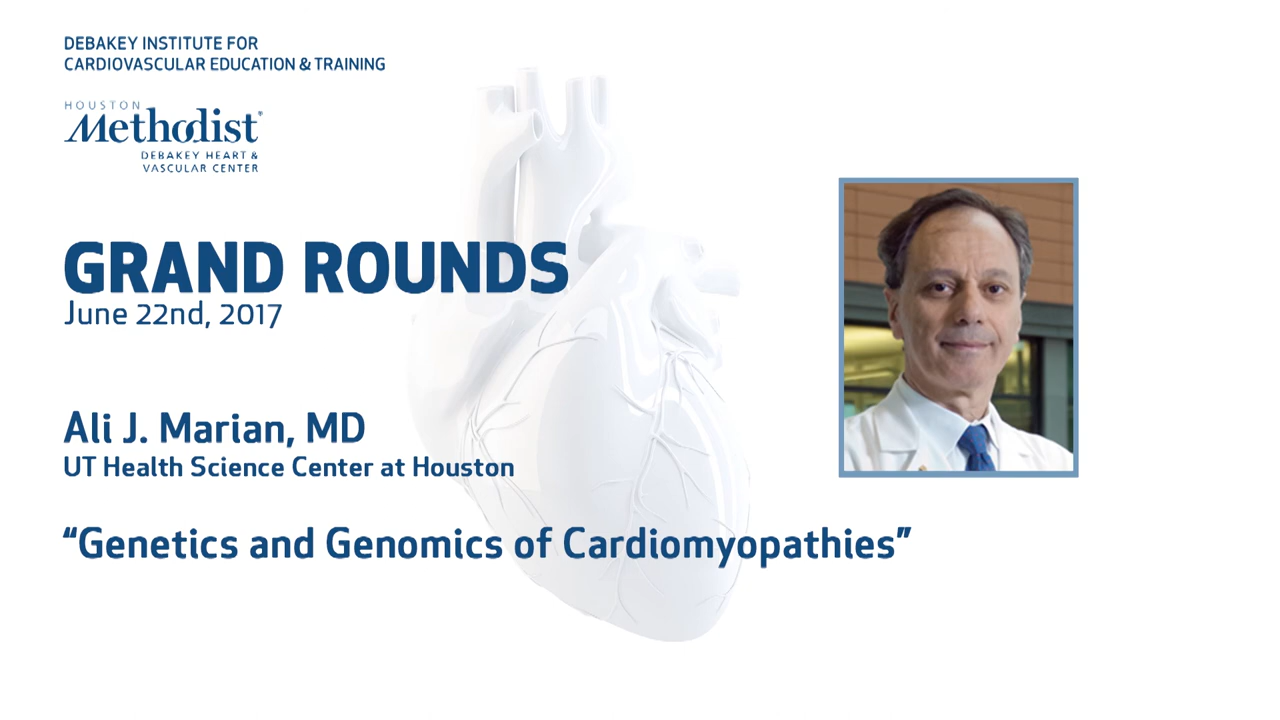 DEBAKEY INSTITUTE FOR
CARDIOVASCULAR EDUCATION & TRAINING
HOUSTON
Methodist®
DEBAKEY HEART &
VASCULAR CENTER
GRAND ROUNDS
June 22nd, 2017
Ali J. Marian, MD
UT Health Science Center at Houston
“Genetics and Genomics of Cardiomyopathies”